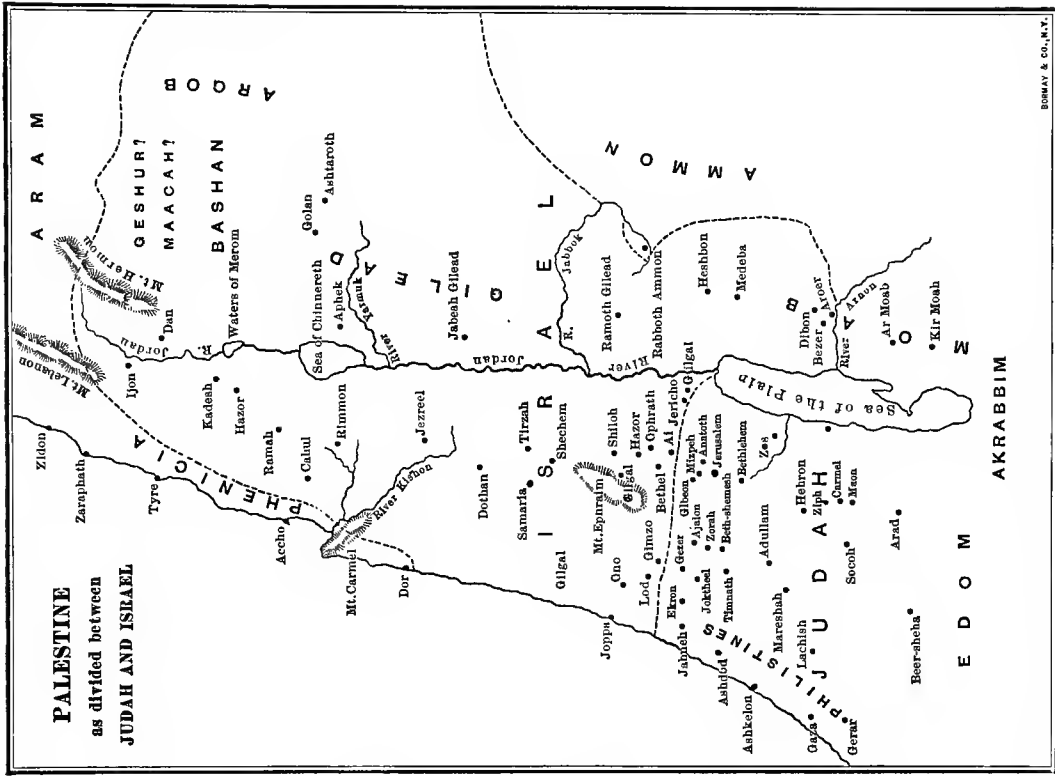 PALESTINE
as divided between
JUDAH AND ISRAEL
ARAM
Mt. Lebanon
Mt. Hermon
GESHUR?
MAACAH?
BASHAN
ARGOB
Zidon
Zaraphath
Tyre
PHENICIA
Ijon
Dan
Jordan
R.
Waters of Merom
Kadesh
Hazor
Ramah
Cabul
Rimmon
Accho
Sea of Chinnereth
Aphek
Golan
Ashtaroth
River Yarmuk
GILEAD
Jabesh Gilead
Mt. Carmel
River Kishon
Jezreel
Dor
Dothan
Samaria
Tirzah
Shechem
ISRAEL
Jordan
River
R. Jabbok
Ramoth Gilead
AMMON
Gilgal
Mt. Ephraim
Gilgal
Shiloh
Hazor
Ophrath
Ono
Gimzo
Bethel
Ai
Jericho
Gilgal
Rabboth Ammon
Joppa
Lod
Ekron
Gezer
Gibeon
Mizpeh
Ajalon
Anatoth
Zorah
Jerusalem
Beth-shemesh
Bethlehem
Joktheel
Timnath
Jabneh
Ashdod
Ashkelon
PHILISTINES
Mareshah
Lachish
Adullam
Gaza
Gerar
JUDAH
Hebron
Ziph
Carmel
Maon
Socoh
Arad
Beer-sheba
EDOM
AKRABBIM
Sea of the Plain
Heshbon
Medeba
Dibon
Bezer
Aroer
River Arnon
MOAB
Ar Moab
Kir Moab
BORMAY & CO., N.Y.